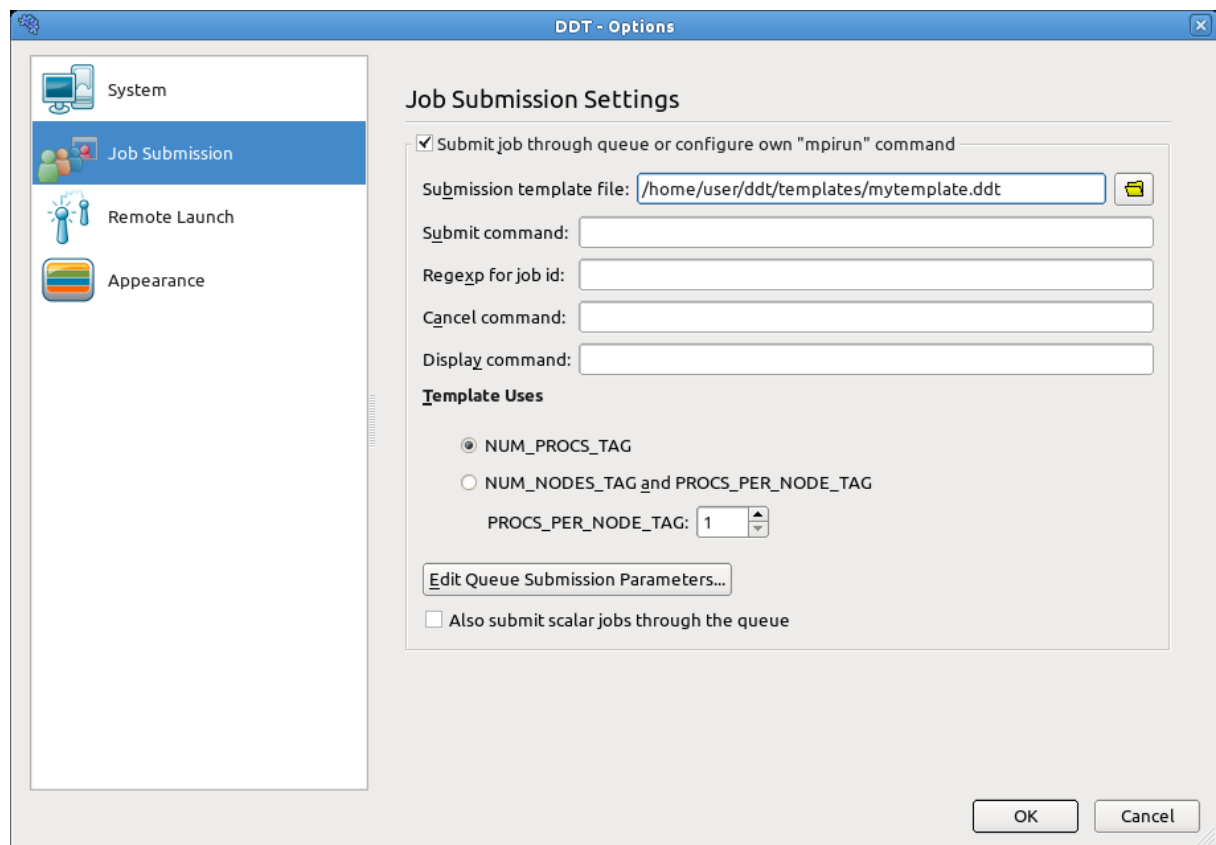 DDT - Options
System
Job Submission
Remote Launch
Appearance
Job Submission Settings
Submit job through queue or configure own "mpirun" command
Submission template file: /home/user/ddt/templates/mytemplate.ddt
Submit command:
Regexp for job id:
Cancel command:
Display command:
Template Uses
NUM_PROCS_TAG
NUM_NODES_TAG and PROCS_PER_NODE_TAG
PROCS_PER_NODE_TAG: 1
Edit Queue Submission Parameters...
Also submit scalar jobs through the queue
OK Cancel